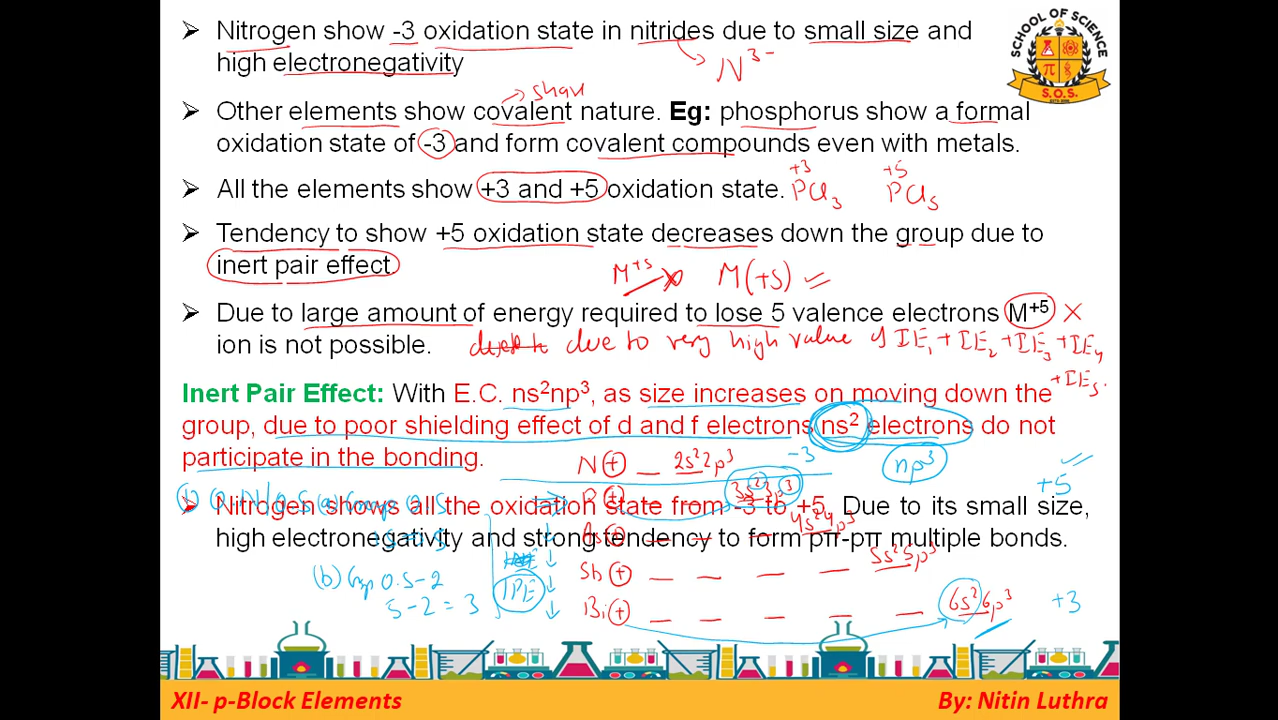 ➢ Nitrogen show -3 oxidation state in nitrides due to small size and
high electronegativity
N³⁻
SCHOOL OF SCIENCE
S.O.S.
share
➢ Other elements show covalent nature. Eg: phosphorus show a formal
oxidation state of -3 and form covalent compounds even with metals.
➢ All the elements show +3 and +5 oxidation state.
+3 +5
PCl₃ PCl₅
➢ Tendency to show +5 oxidation state decreases down the group due to
inert pair effect.
M⁺⁵ M(+5)
➢ Due to large amount of energy required to lose 5 valence electrons M⁺⁵
ion is not possible.
due to very high value of IE₁ + IE₂ + IE₃ + IE₄
+ IE₅.
Inert Pair Effect: With E.C. ns²np³, as size increases on moving down the
group, due to poor shielding effect of d and f electrons ns² electrons do not
participate in the bonding.
np³
N + 2s²2p³ -3
P + 3s²3p³ +5
➢ Nitrogen shows all the oxidation state from -3 to +5. Due to its small size,
high electronegativity and strong tendency to form pπ-pπ multiple bonds.
As + 4s²4p³
(b) Grp O.S-2
5-2 = 3
IPE
Sb + 5s²5p³
Bi + 6s²6p³ +3
XII- p-Block Elements
By: Nitin Luthra